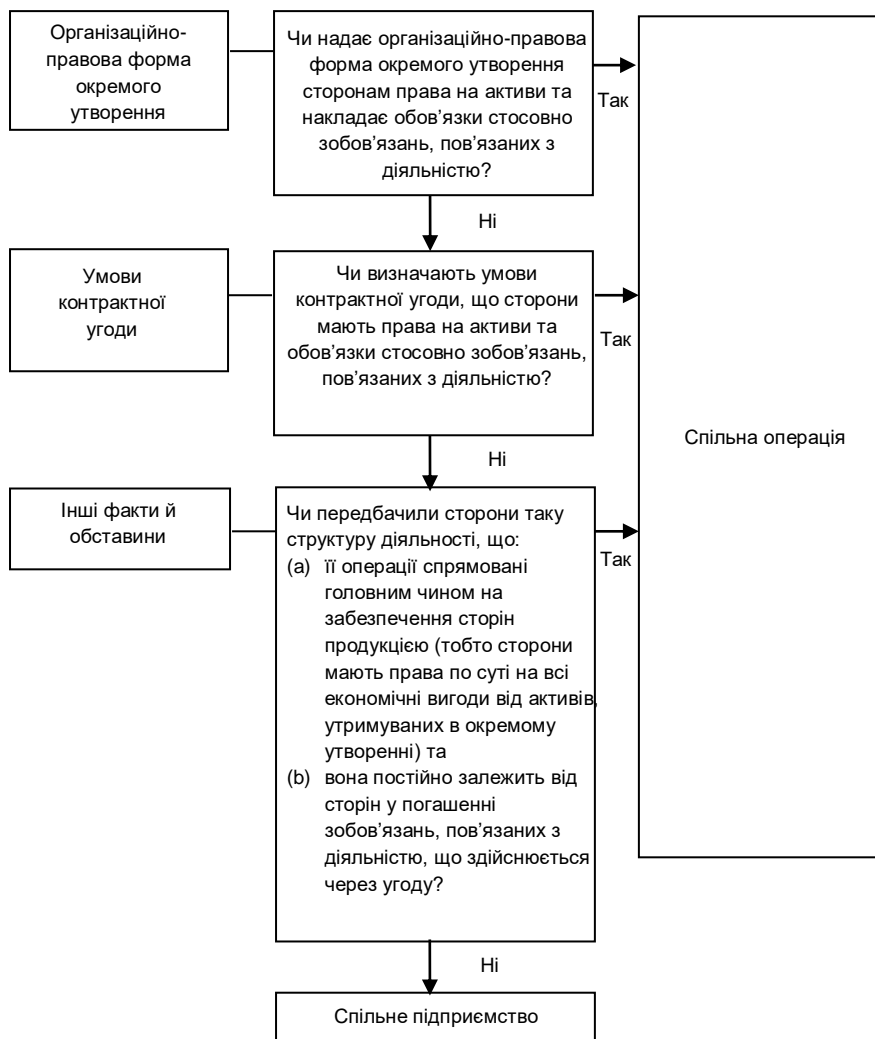 Організаційно-
правова форма
окремого
утворення
Чи надає організаційно-правова
форма окремого утворення
сторонам права на активи та
накладає обов’язки стосовно
зобов’язань, пов’язаних з
діяльністю?
Так
Ні
Умови
контрактної
угоди
Чи визначають умови
контрактної угоди, що сторони
мають права на активи та
обов’язки стосовно зобов’язань,
пов’язаних з діяльністю?
Так
Спільна операція
Ні
Інші факти й
обставини
Чи передбачили сторони таку
структуру діяльності, що:
(a) її операції спрямовані
головним чином на
забезпечення сторін
продукцією (тобто сторони
мають права по суті на всі
економічні вигоди від активів,
утримуваних в окремому
утворенні) та
(b) вона постійно залежить від
сторін у погашенні
зобов’язань, пов’язаних з
діяльністю, що здійснюється
через угоду?
Так
Ні
Спільне підприємство